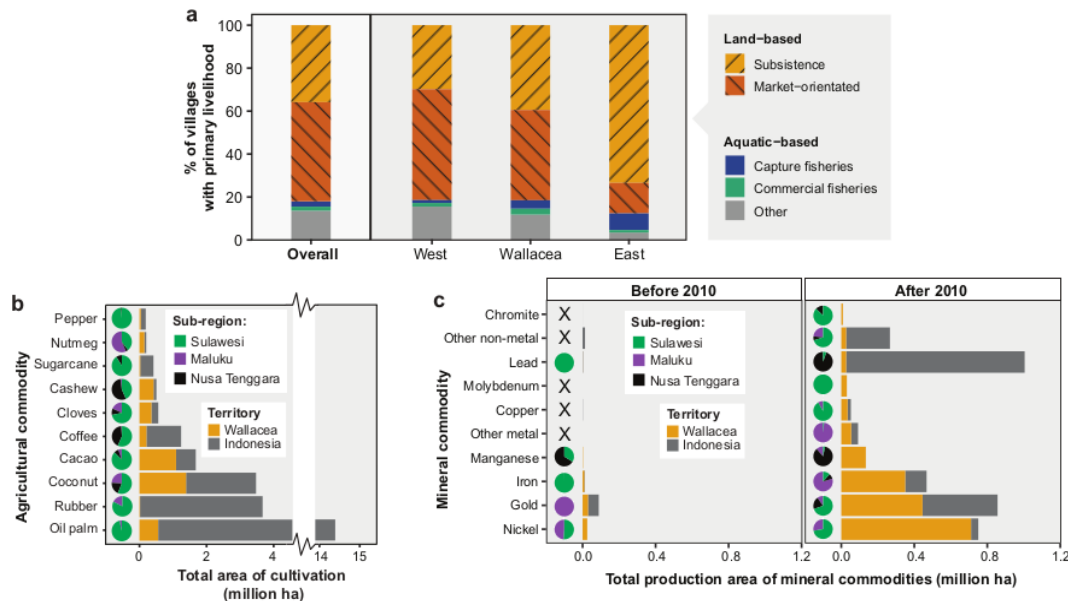 a
100
80
60
40
20
0
% of villages
with primary livelihood
Overall
West
Wallacea
East
Land−based
Subsistence
Market−orientated
Aquatic−based
Capture fisheries
Commercial fisheries
Other
b
Agricultural commodity
Pepper
Nutmeg
Sugarcane
Cashew
Cloves
Coffee
Cacao
Coconut
Rubber
Oil palm
Sub-region:
Sulawesi
Maluku
Nusa Tenggara
Territory
Wallacea
Indonesia
0
2
4
14
15
Total area of cultivation
(million ha)
c
Mineral commodity
Before 2010
After 2010
Chromite
Other non−metal
Lead
Molybdenum
Copper
Other metal
Manganese
Iron
Gold
Nickel
X
X
X
X
X
Sub-region:
Sulawesi
Maluku
Nusa Tenggara
Territory
Wallacea
Indonesia
0.0
0.4
0.8
1.2
0.0
0.4
0.8
1.2
Total production area of mineral commodities (million ha)